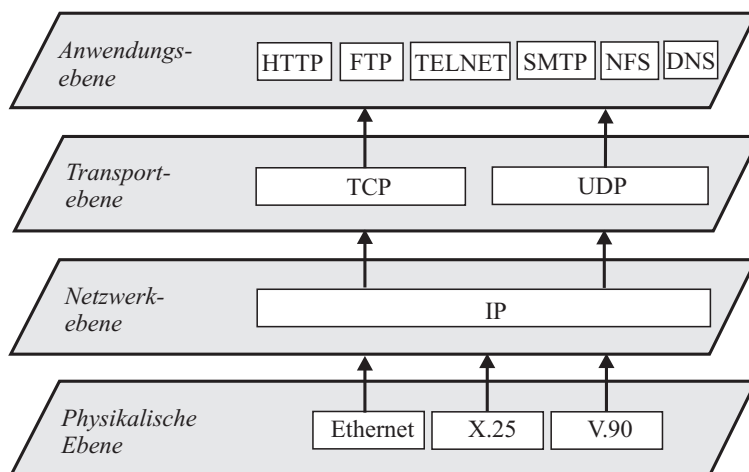 Anwendungs-
ebene
HTTP FTP TELNET SMTP NFS DNS
Transport-
ebene
TCP UDP
Netzwerk-
ebene
IP
Physikalische
Ebene
Ethernet X.25 V.90